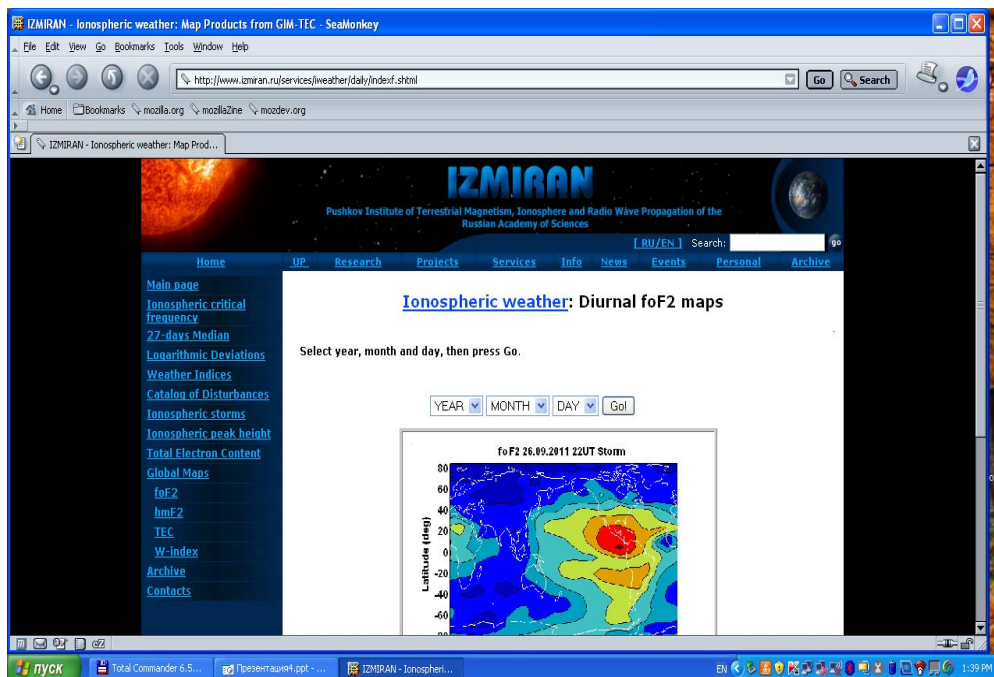 IZMIRAN - Ionospheric weather: Map Products from GIM-TEC - SeaMonkey
File Edit View Go Bookmarks Tools Window Help
http://www.izmiran.ru/services/iweather/daily/indexf.shtml Go Search
Home Bookmarks mozilla.org mozillaZine mozdev.org
IZMIRAN - Ionospheric weather: Map Prod...
IZMIRAN
Pushkov Institute of Terrestrial Magnetism, Ionosphere and Radio Wave Propagation of the
Russian Academy of Sciences
[ RU/EN ] Search: go
Home UP Research Projects Services Info News Events Personal Archive
Main page
Ionospheric critical
frequency
27-days Median
Logarithmic Deviations
Weather Indices
Catalog of Disturbances
Ionospheric storms
Ionospheric peak height
Total Electron Content
Global Maps
foF2
hmF2
TEC
W-index
Archive
Contacts
Ionospheric weather: Diurnal foF2 maps
Select year, month and day, then press Go.
YEAR MONTH DAY Go!
foF2 26.09.2011 22UT Storm
Latitude (deg)
80
60
40
20
0
-20
-40
-60
-80
пуск Total Commander 6.5... Презентация4.ppt - ... IZMIRAN - Ionospheri... EN 1:39 PM